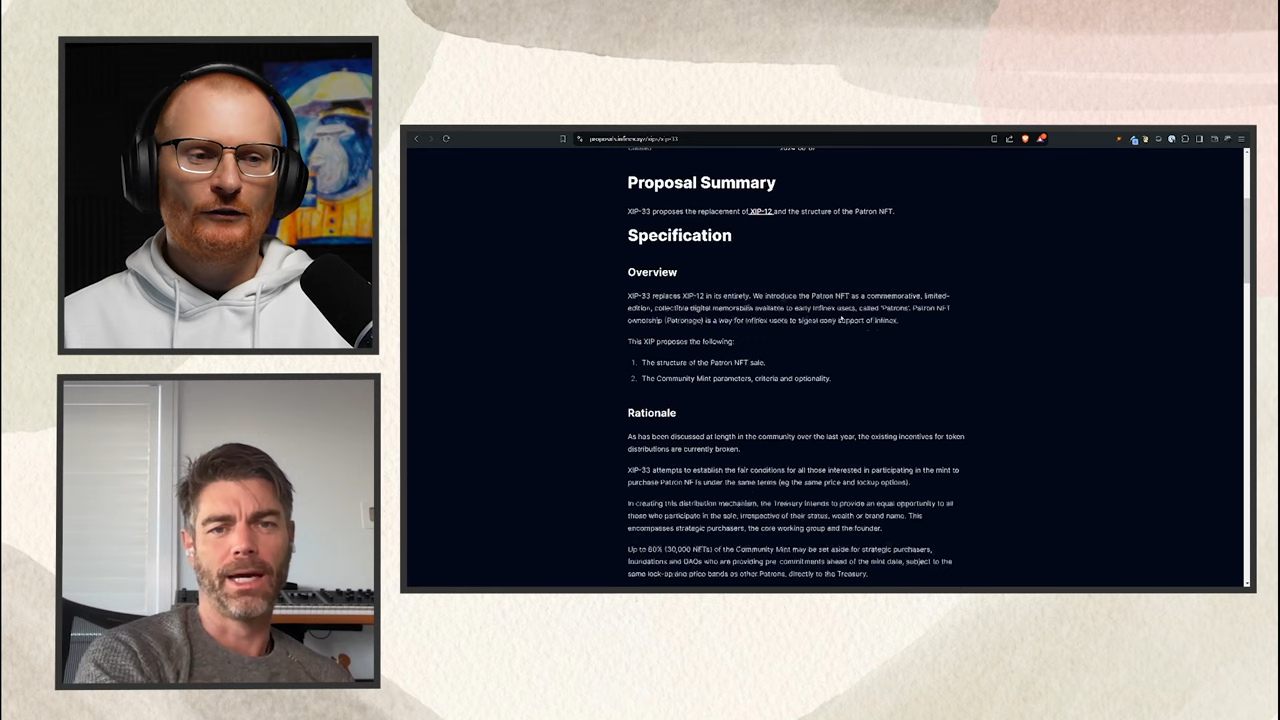 proposals.infinex.xyz/xips/xip-33
Proposal Summary
XIP-33 proposes the replacement of XIP-12 and the structure of the Patron NFT.
Specification
Overview
XIP-33 replaces XIP-12 in its entirety. We introduce the Patron NFT as a commemorative, limited-
edition, collectible digital memorabilia available to early Infinex users, called 'Patrons'. Patron NFT
ownership (Patronage) is a way for Infinex users to signal early support of Infinex.
This XIP proposes the following:
1. The structure of the Patron NFT sale.
2. The Community Mint parameters, criteria and optionality.
Rationale
As has been discussed at length in the community over the last year, the existing incentives for token
distributions are currently broken.
XIP-33 attempts to establish the fair conditions for all those interested in participating in the mint to
purchase Patron NFTs under the same terms (eg the same price and lockup options).
In creating this distribution mechanism, the Treasury intends to provide an equal opportunity to all
those who participate in the sale, irrespective of their status, wealth or brand name. This
encompasses strategic purchasers, the core working group and the founder.
Up to 60% (30,000 NFTs) of the Community Mint may be set aside for strategic purchasers,
foundations and DAOs who are providing pre-commitments ahead of the mint date, subject to the
same lock-up and price bands as other Patrons, directly to the Treasury.